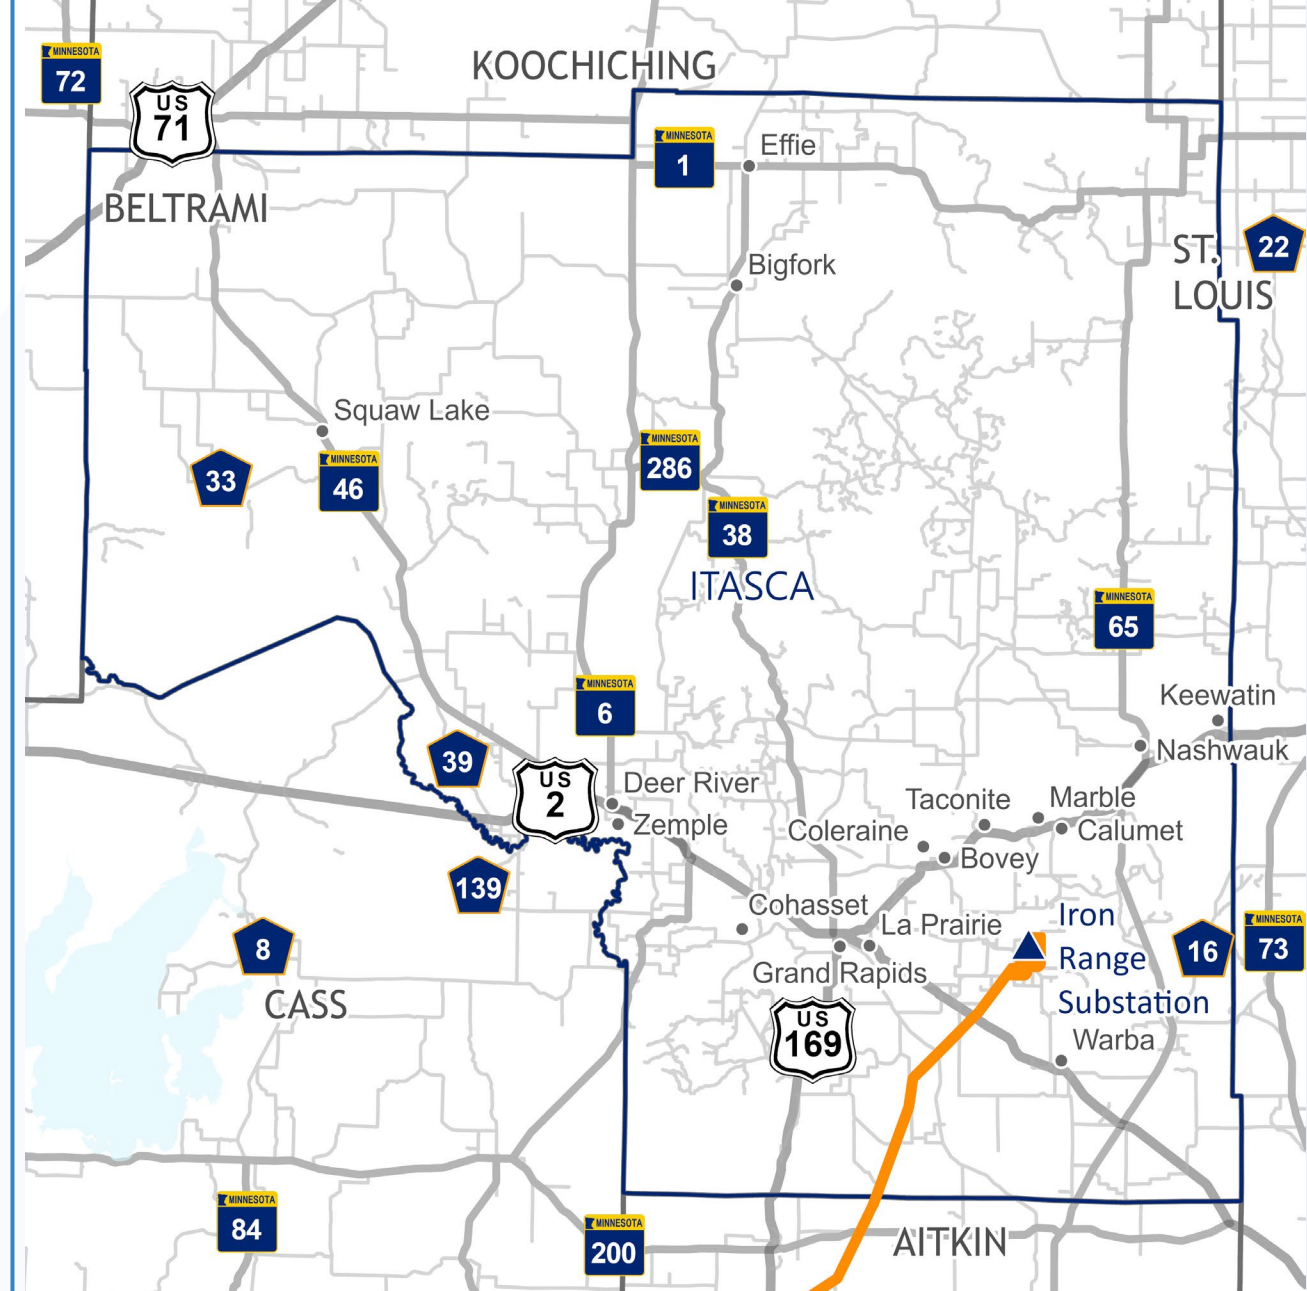 KOOCHICHING
MINNESOTA
72
US
71
MINNESOTA
1
Effie
BELTRAMI
ST.
LOUIS
22
Bigfork
Squaw Lake
MINNESOTA
286
33
MINNESOTA
46
MINNESOTA
38
ITASCA
MINNESOTA
65
MINNESOTA
6
Keewatin
Nashwauk
39
US
2
Deer River
Zemple
Taconite
Marble
Coleraine
Calumet
Bovey
139
Cohasset
La Prairie
Iron
Range
Substation
8
16
MINNESOTA
73
Grand Rapids
CASS
US
169
Warba
MINNESOTA
84
MINNESOTA
200
AITKIN